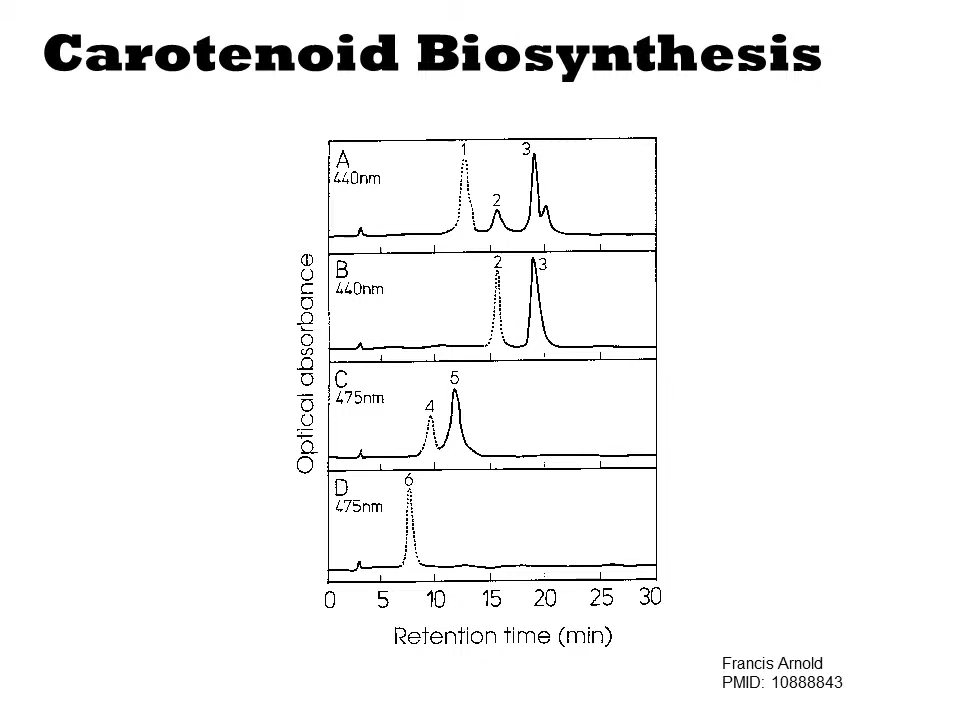 Carotenoid Biosynthesis
A
440nm
1
2
3
B
440nm
2
3
C
475nm
4
5
D
475nm
6
0 5 10 15 20 25 30
Optical absorbance
Retention time (min)
Francis Arnold
PMID: 10888843